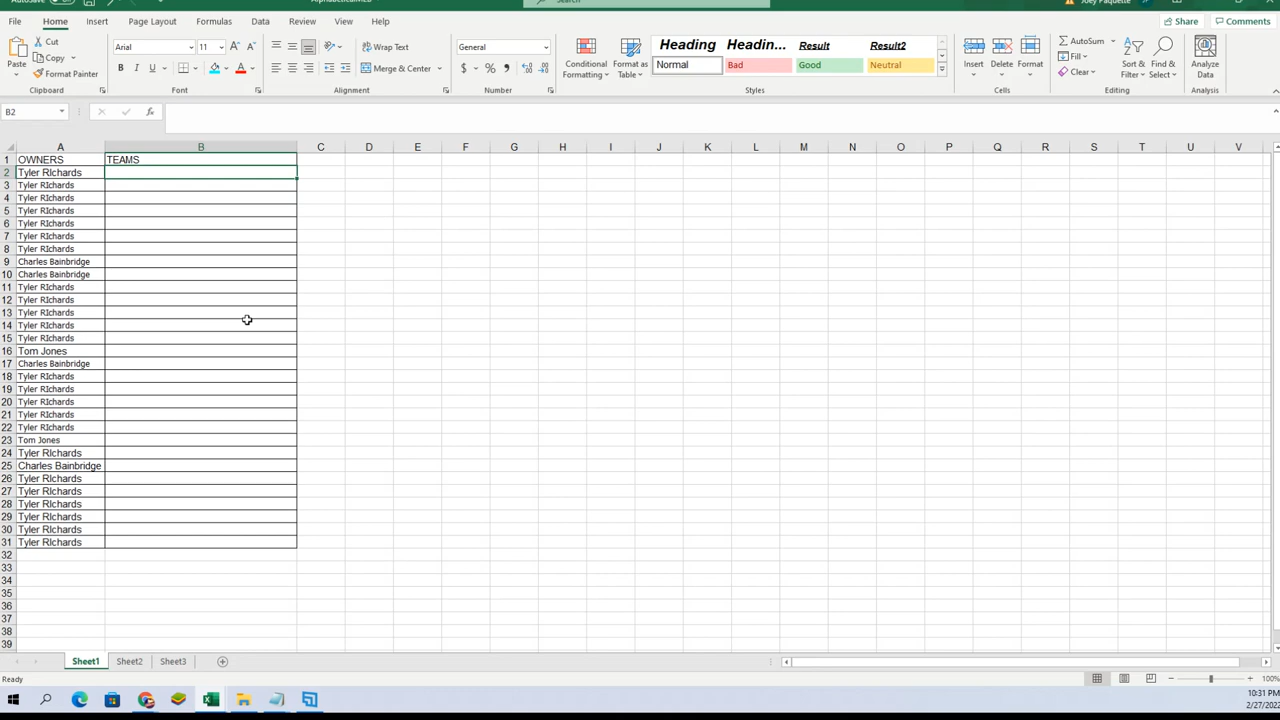 Search
Joey Paquette
File Home Insert Page Layout Formulas Data Review View Help Share Comments
Paste Cut Copy Format Painter Clipboard
Arial 11 B I U Font
Wrap Text Merge & Center Alignment
General $ % Number
Conditional Formatting Format as Table
Heading Headin... Result Result2
Normal Bad Good Neutral
Styles
Insert Delete Format Cells
AutoSum Fill Clear Sort & Filter Find & Select Editing
Analyze Data Analysis
B2 fx
A B C D E F G H I J K L M N O P Q R S T U V
1 OWNERS TEAMS
2 Tyler RIchards
3 Tyler RIchards
4 Tyler RIchards
5 Tyler RIchards
6 Tyler RIchards
7 Tyler RIchards
8 Tyler RIchards
9 Charles Bainbridge
10 Charles Bainbridge
11 Tyler RIchards
12 Tyler RIchards
13 Tyler RIchards
14 Tyler RIchards
15 Tyler RIchards
16 Tom Jones
17 Charles Bainbridge
18 Tyler RIchards
19 Tyler RIchards
20 Tyler RIchards
21 Tyler RIchards
22 Tyler RIchards
23 Tom Jones
24 Tyler RIchards
25 Charles Bainbridge
26 Tyler RIchards
27 Tyler RIchards
28 Tyler RIchards
29 Tyler RIchards
30 Tyler RIchards
31 Tyler RIchards
32
33
34
35
36
37
38
39
Sheet1 Sheet2 Sheet3
Ready 100%
10:31 PM